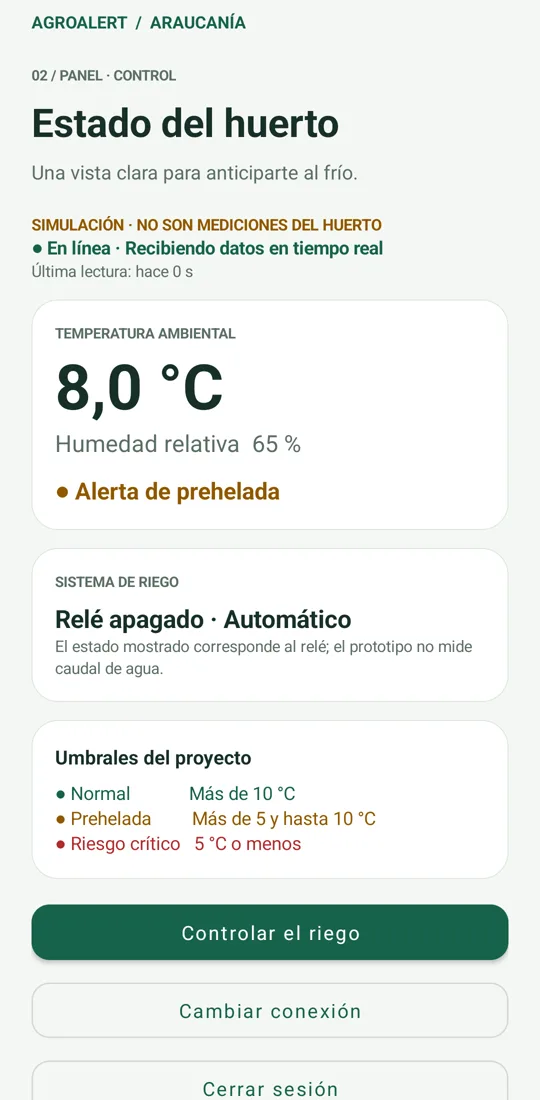 AGROALERT / ARAUCANÍA
02 / PANEL · CONTROL
Estado del huerto
Una vista clara para anticiparte al frío.
SIMULACIÓN · NO SON MEDICIONES DEL HUERTO
● En línea · Recibiendo datos en tiempo real
Última lectura: hace 0 s
TEMPERATURA AMBIENTAL
8,0 °C
Humedad relativa 65 %
● Alerta de prehelada
SISTEMA DE RIEGO
Relé apagado · Automático
El estado mostrado corresponde al relé; el prototipo no mide
caudal de agua.
Umbrales del proyecto
● Normal Más de 10 °C
● Prehelada Más de 5 y hasta 10 °C
● Riesgo crítico 5 °C o menos
Controlar el riego
Cambiar conexión
Cerrar sesión